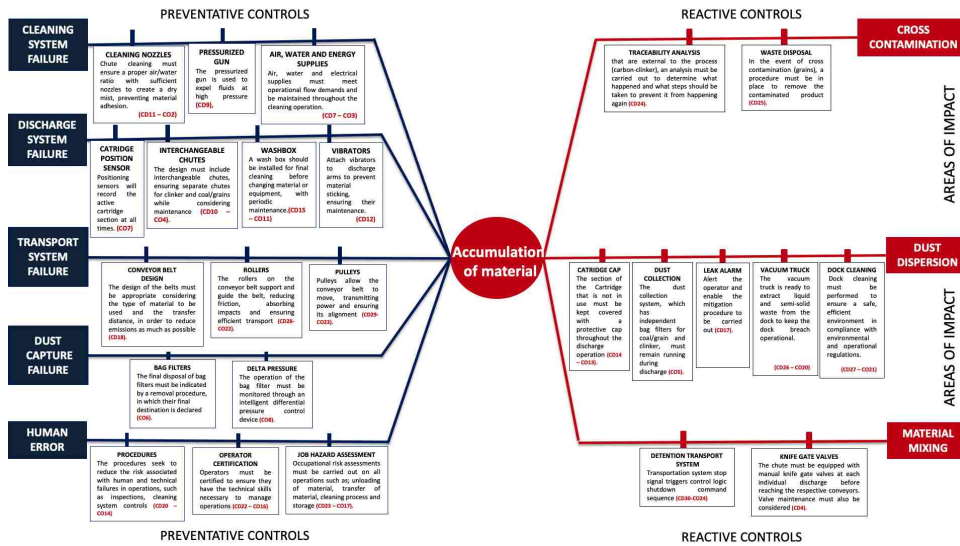 PREVENTATIVE CONTROLS
REACTIVE CONTROLS
CLEANING
SYSTEM
FAILURE
CLEANING NOZZLES
Chute cleaning must
ensure a proper air/water
ratio with sufficient
nozzles to create a dry
mist, preventing material
adhesion.
(CD11 – CO2)
PRESSURIZED
GUN
The pressurized
gun is used to
expel fluids at
high pressure
(CD9),
AIR, WATER AND ENERGY
SUPPLIES
Air, water and electrical
supplies must meet
operational flow demands and
be maintained throughout the
cleaning operation.
(CD7 – CO3)
DISCHARGE
SYSTEM
FAILURE
CATRIDGE
POSITION
SENSOR
Positioning
sensors will
record the
active
cartridge
section at all
times. (CO7)
INTERCHANGEABLE
CHUTES
The design must include
interchangeable chutes,
ensuring separate chutes
for clinker and coal/grains
while considering
maintenance (CD10 –
CO4).
WASHBOX
A wash box should be
installed for final
cleaning before
changing material or
equipment, with
periodic
maintenance.(CD15
– CO11)
VIBRATORS
Attach vibrators
to discharge
arms to prevent
material
sticking,
ensuring their
maintenance.
(CD12)
TRANSPORT
SYSTEM
FAILURE
CONVEYOR BELT
DESIGN
The design of the belts must
be appropriate considering
the type of material to be
used and the transfer
distance, in order to reduce
emissions as much as possible
(CD18).
ROLLERS
The rollers on the
conveyor belt support and
guide the belt, reducing
friction, absorbing
impacts and ensuring
efficient transport (CD28-
CO22).
PULLEYS
Pulleys allow the
conveyor belt to move,
transmitting power and
ensuring its alignment (CD29-
CO23).
DUST
CAPTURE
FAILURE
BAG FILTERS
The final disposal of bag
filters must be indicated by
a removal procedure, in
which their final
destination is declared
(CO6).
DELTA PRESSURE
The operation of the
bag filter must be
monitored through an
intelligent differential
pressure control
device (CO8).
HUMAN
ERROR
PROCEDURES
The procedures seek to
reduce the risk associated
with human and technical
failures in operations, such
as inspections, cleaning
system controls (CD20 –
CO14)
OPERATOR
CERTIFICATION
Operators must be
certified to ensure they
have the technical skills
necessary to manage
operations (CD22 – CO16)
JOB HAZARD ASSESSMENT
Occupational risk assessments
must be carried out on all
operations such as; unloading
of material, transfer of
material, cleaning process and
storage (CD23 – CO17).
Accumulation
of material
CROSS
CONTAMINATION
TRACEABILITY ANALYSIS
that are external to the process
(carbon-clinker), an analysis must be
carried out to determine what
happened and what steps should be
taken to prevent it from happening
again (CD24).
WASTE DISPOSAL
In the event of cross
contamination (grains), a
procedure must be in
place to remove the
contaminated product
(CD25).
AREAS OF IMPACT
DUST
DISPERSION
CATRIDGE CAP
The section of
the Cartridge
that is not in
use must be
kept covered
with a
protective cap
throughout the
discharge
operation (CD14
– CO13).
DUST
COLLECTION
The dust
collection
system, which
has
independent
bag filters for
coal/grain and
clinker, must
remain running
during
discharge (CO5).
LEAK ALARM
Alert the
operator and
enable the
mitigation
procedure to
be carried
out (CD17).
VACUUM TRUCK
The vacuum
truck is ready to
extract liquid
and semi-solid
waste from the
dock to keep the
dock breach
operational.
(CD26 – CO20)
DOCK CLEANING
Dock cleaning
must be
performed to
ensure a safe,
efficient
environment in
compliance with
environmental
and operational
regulations.
(CD27 – CO21)
AREAS OF IMPACT
MATERIAL
MIXING
DETENTION TRANSPORT
SYSTEM
Transportation system stop
signal triggers control logic
shutdown command
sequence (CD30-CO24)
KNIFE GATE VALVES
The chute must be equipped with
manual knife gate valves at each
individual discharge before
reaching the respective conveyors.
Valve maintenance must also be
considered (CD4).
PREVENTATIVE CONTROLS
REACTIVE CONTROLS